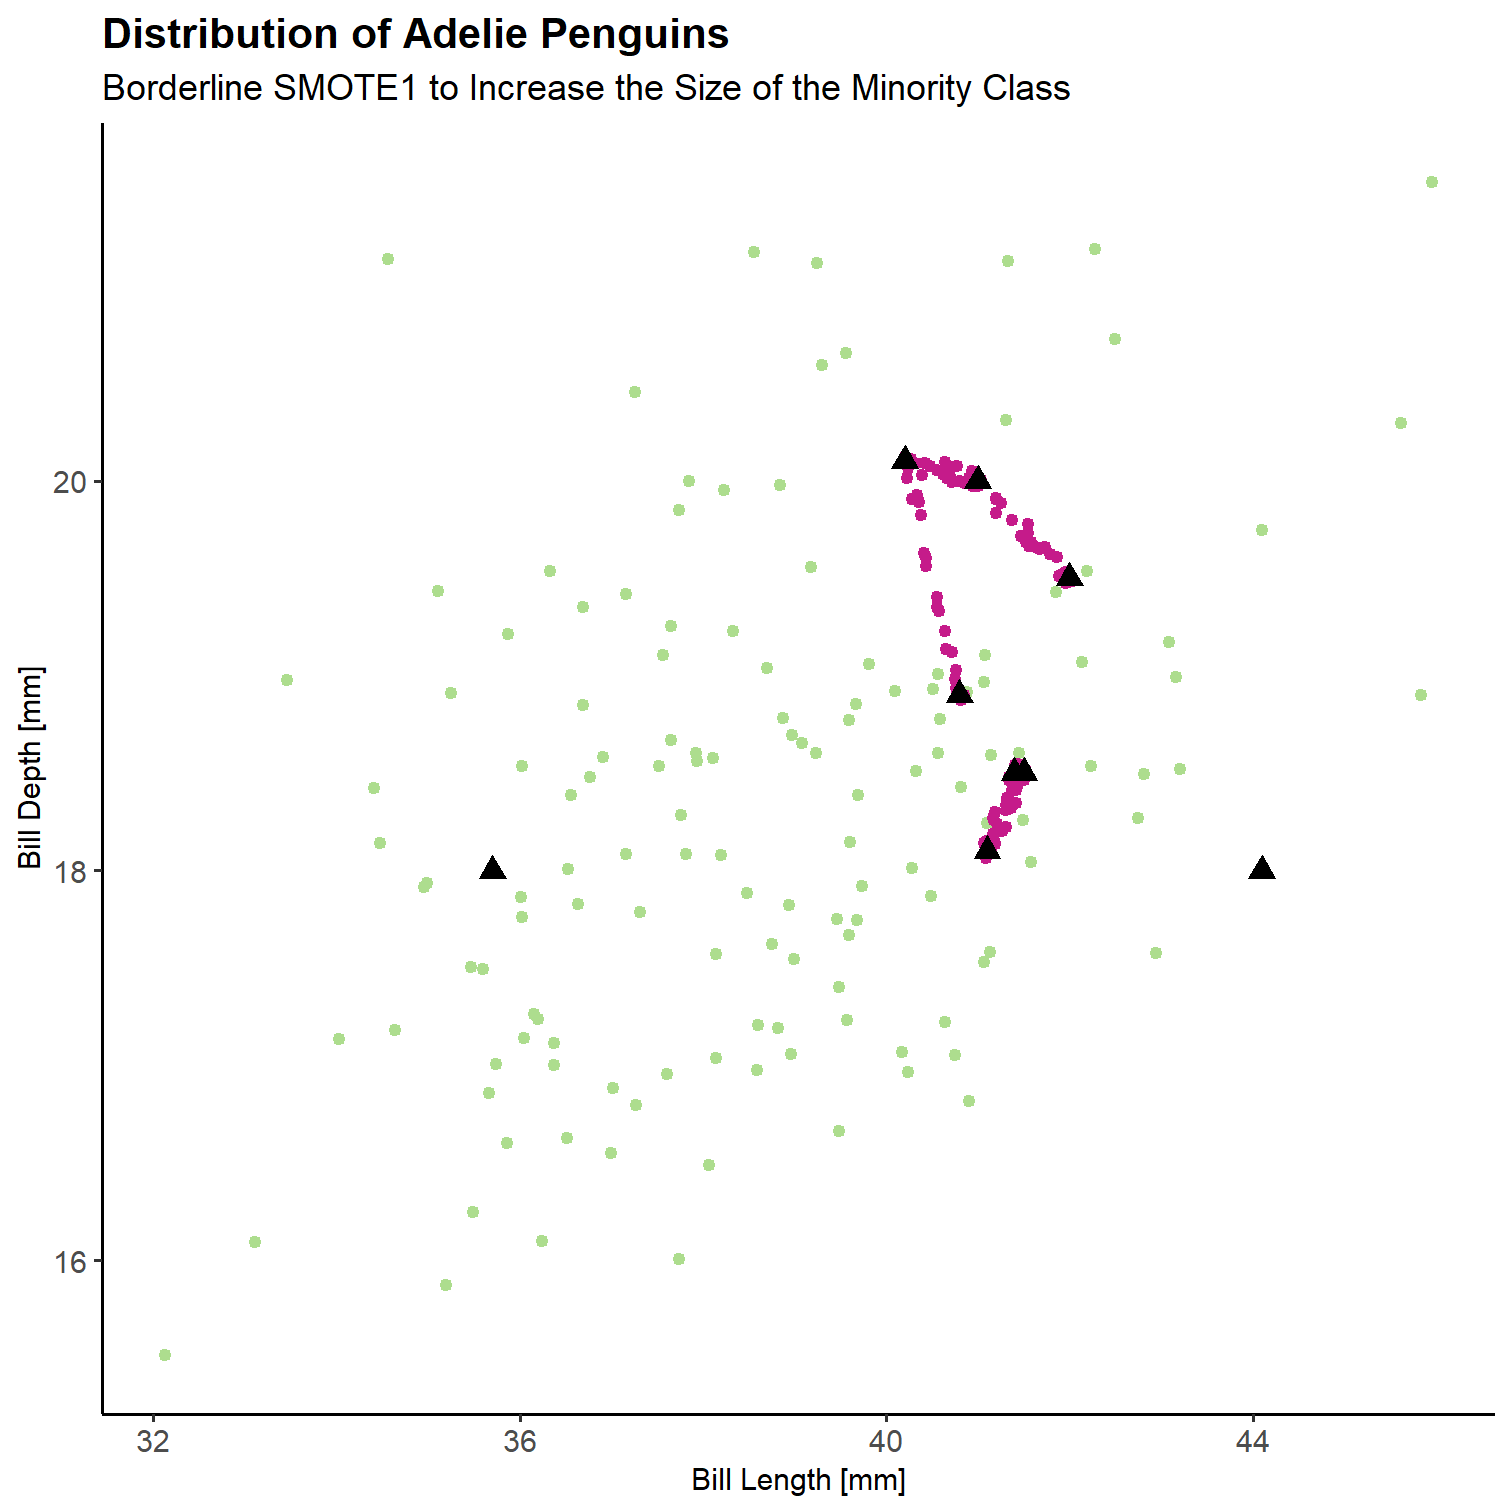 Distribution of Adelie Penguins
Borderline SMOTE1 to Increase the Size of the Minority Class
Bill Depth [mm]
20
18
16
32 36 40 44
Bill Length [mm]